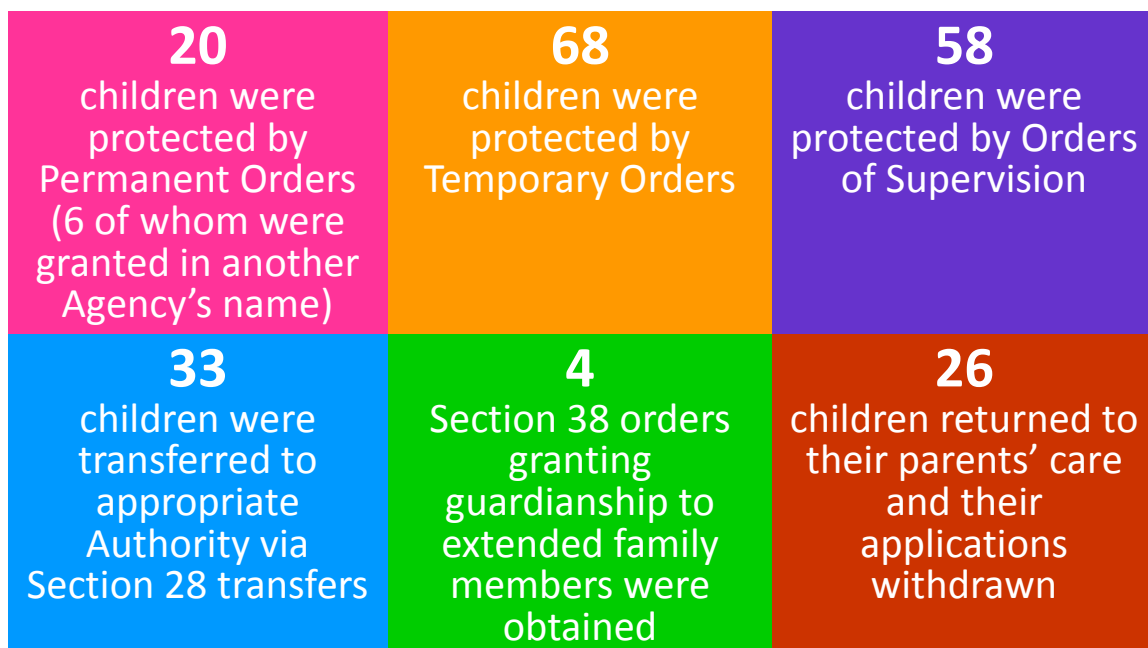 20
children were
protected by
Permanent Orders
(6 of whom were
granted in another
Agency’s name)
68
children were
protected by
Temporary Orders
58
children were
protected by Orders
of Supervision
33
children were
transferred to
appropriate
Authority via
Section 28 transfers
4
Section 38 orders
granting
guardianship to
extended family
members were
obtained
26
children returned to
their parents’ care
and their
applications
withdrawn